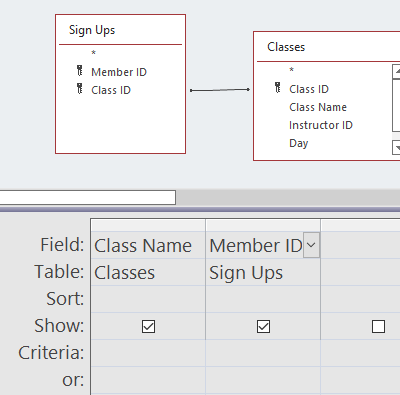 Sign Ups
*
Member ID
Class ID
Classes
*
Class ID
Class Name
Instructor ID
Day
Field: Class Name Member ID
Table: Classes Sign Ups
Sort:
Show:
Criteria:
or: